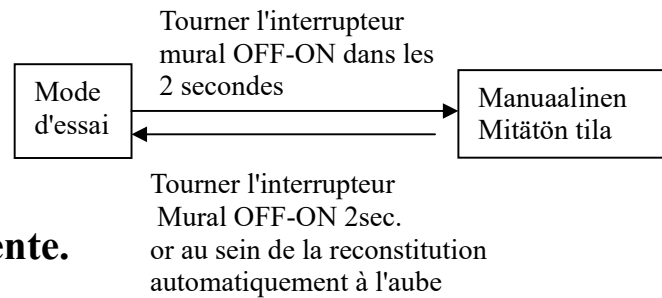 Tourner l'interrupteur
mural OFF-ON dans les
2 secondes
Mode
d'essai
Manuaalinen
Mitätön tila
Tourner l'interrupteur
Mural OFF-ON 2sec.
or au sein de la reconstitution
automatiquement à l'aube
ente.